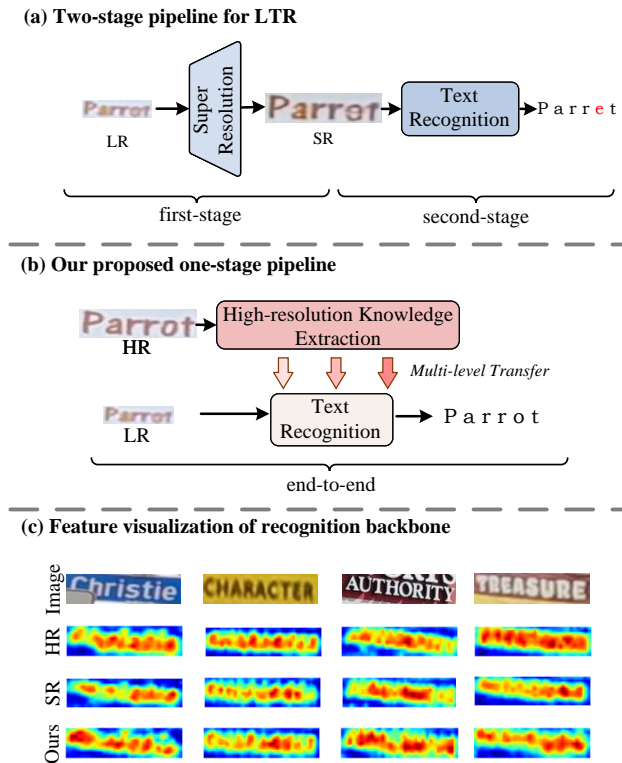 (a) Two-stage pipeline for LTR
Parrot
LR
Super
Resolution
Parrot
SR
Text
Recognition
Parret
first-stage
second-stage
(b) Our proposed one-stage pipeline
Parrot
HR
High-resolution Knowledge
Extraction
Multi-level Transfer
Parrot
LR
Text
Recognition
Parrot
end-to-end
(c) Feature visualization of recognition backbone
Image
Christie
CHARACTER
AUTHORITY
TREASURE
HR
SR
Ours